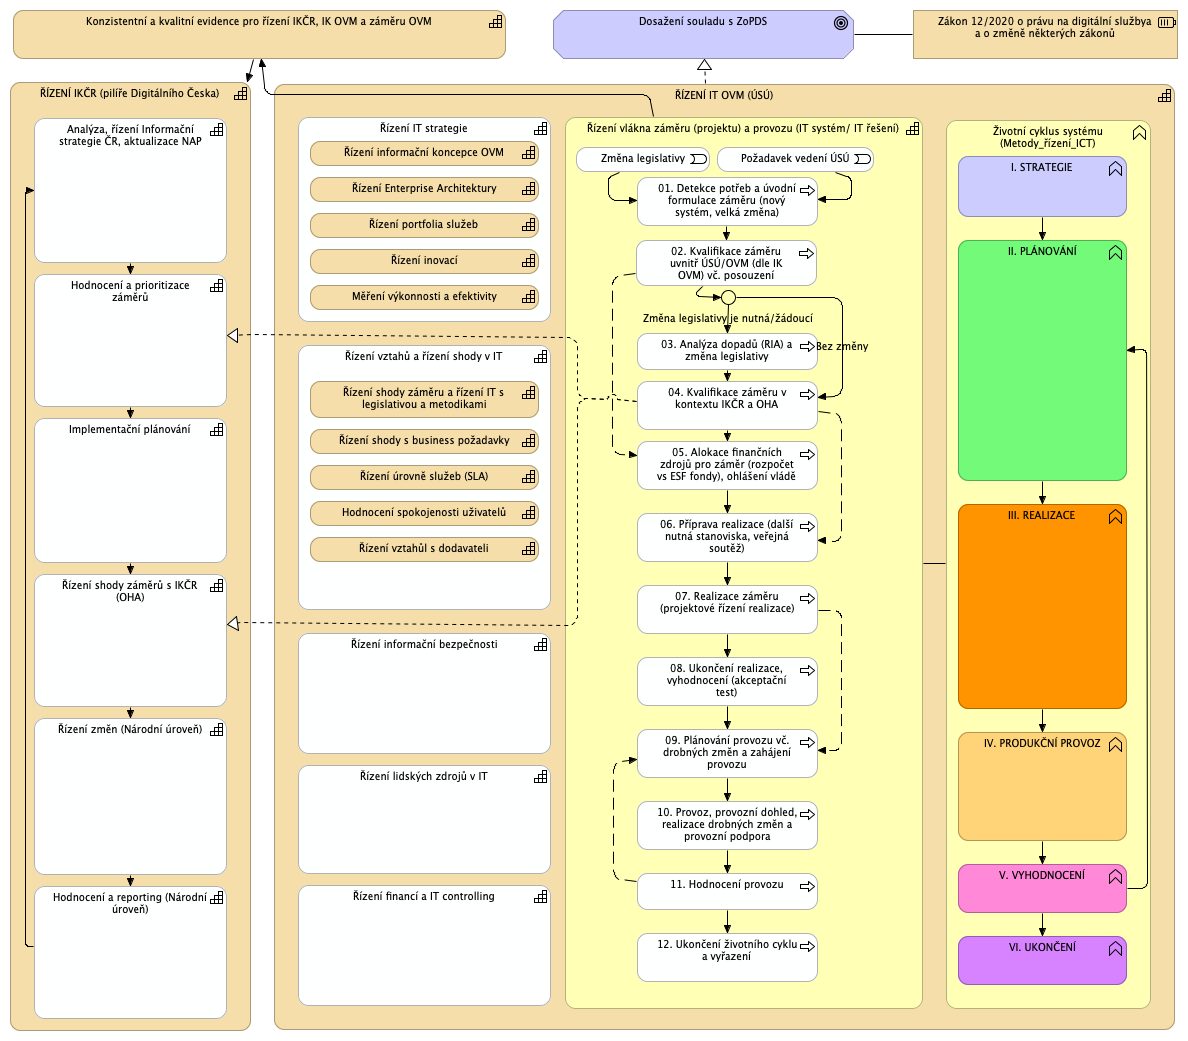 Konzistentní a kvalitní evidence pro řízení IKČR, IK OVM a záměru OVM
Dosažení souladu s ZoPDS
Zákon 12/2020 o právu na digitální službya
a o změně některých zákonů
ŘÍZENÍ IKČR (pilíře Digitálního Česka)
Analýza, řízení Informační
strategie ČR, aktualizace NAP
Hodnocení a prioritizace
záměrů
Implementační plánování
Řízení shody záměrů s IKČR
(OHA)
Řízení změn (Národní úroveň)
Hodnocení a reporting (Národní
úroveň)
ŘÍZENÍ IT OVM (ÚSÚ)
Řízení IT strategie
Řízení informační koncepce OVM
Řízení Enterprise Architektury
Řízení portfolia služeb
Řízení inovací
Měření výkonnosti a efektivity
Řízení vztahů a řízení shody v IT
Řízení shody záměru a řízení IT s
legislativou a metodikami
Řízení shody s business požadavky
Řízení úrovně služeb (SLA)
Hodnocení spokojenosti uživatelů
Řízení vztahůl s dodavateli
Řízení informační bezpečnosti
Řízení lidských zdrojů v IT
Řízení financí a IT controlling
Řízení vlákna záměru (projektu) a provozu (IT systém/ IT řešení)
Změna legislativy
Požadavek vedení ÚSÚ
01. Detekce potřeb a úvodní
formulace záměru (nový
systém, velká změna)
02. Kvalifikace záměru
uvnitř ÚSÚ/OVM (dle IK
OVM) vč. posouzení
Změna legislativy je nutná/žádoucí
03. Analýza dopadů (RIA) a
změna legislativy
Bez změny
04. Kvalifikace záměru v
kontextu IKČR a OHA
05. Alokace finančních
zdrojů pro záměr (rozpočet
vs ESF fondy), ohlášení vládě
06. Příprava realizace (další
nutná stanoviska, veřejná
soutěž)
07. Realizace záměru
(projektové řízení realizace)
08. Ukončení realizace,
vyhodnocení (akceptační
test)
09. Plánování provozu vč.
drobných změn a zahájení
provozu
10. Provoz, provozní dohled,
realizace drobných změn a
provozní podpora
11. Hodnocení provozu
12. Ukončení životního cyklu
a vyřazení
Životní cyklus systému
(Metody_řízení_ICT)
I. STRATEGIE
II. PLÁNOVÁNÍ
III. REALIZACE
IV. PRODUKČNÍ PROVOZ
V. VYHODNOCENÍ
VI. UKONČENÍ